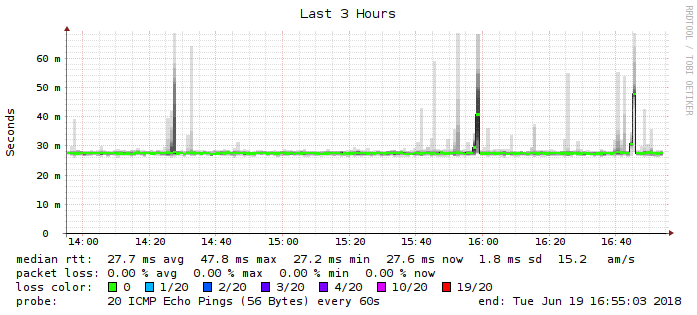 Last 3 Hours
RRDTOOL / TOBI OETIKER
Seconds
60 m
50 m
40 m
30 m
20 m
10 m
0
14:00 14:20 14:40 15:00 15:20 15:40 16:00 16:20 16:40
median rtt: 27.7 ms avg 47.8 ms max 27.2 ms min 27.6 ms now 1.8 ms sd 15.2 am/s
packet loss: 0.00 % avg 0.00 % max 0.00 % min 0.00 % now
loss color: 0 1/20 2/20 3/20 4/20 10/20 19/20
probe: 20 ICMP Echo Pings (56 Bytes) every 60s end: Tue Jun 19 16:55:03 2018